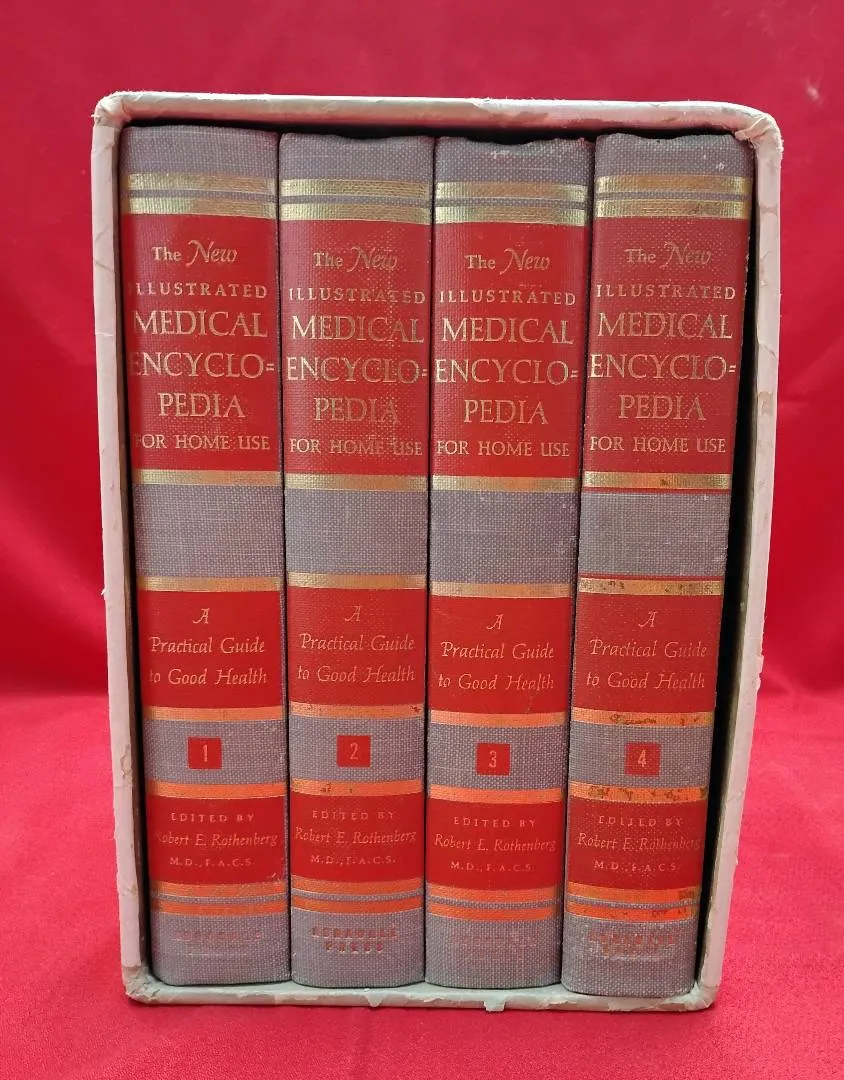 The New
ILLUSTRATED
MEDICAL
ENCYCLO=
PEDIA
FOR HOME USE
A
Practical Guide
to Good Health
1
EDITED BY
Robert E. Rothenberg
M.D., F.A.C.S.
The New
ILLUSTRATED
MEDICAL
ENCYCLO=
PEDIA
FOR HOME USE
A
Practical Guide
to Good Health
2
EDITED BY
Robert E. Rothenberg
M.D., F.A.C.S.
PRESS
The New
ILLUSTRATED
MEDICAL
ENCYCLO=
PEDIA
FOR HOME USE
A
Practical Guide
to Good Health
3
EDITED BY
Robert E. Rothenberg
M.D., F.A.C.S.
The New
ILLUSTRATED
MEDICAL
ENCYCLO=
PEDIA
FOR HOME USE
A
Practical Guide
to Good Health
4
EDITED BY
Robert E. Rothenberg
M.D., F.A.C.S.